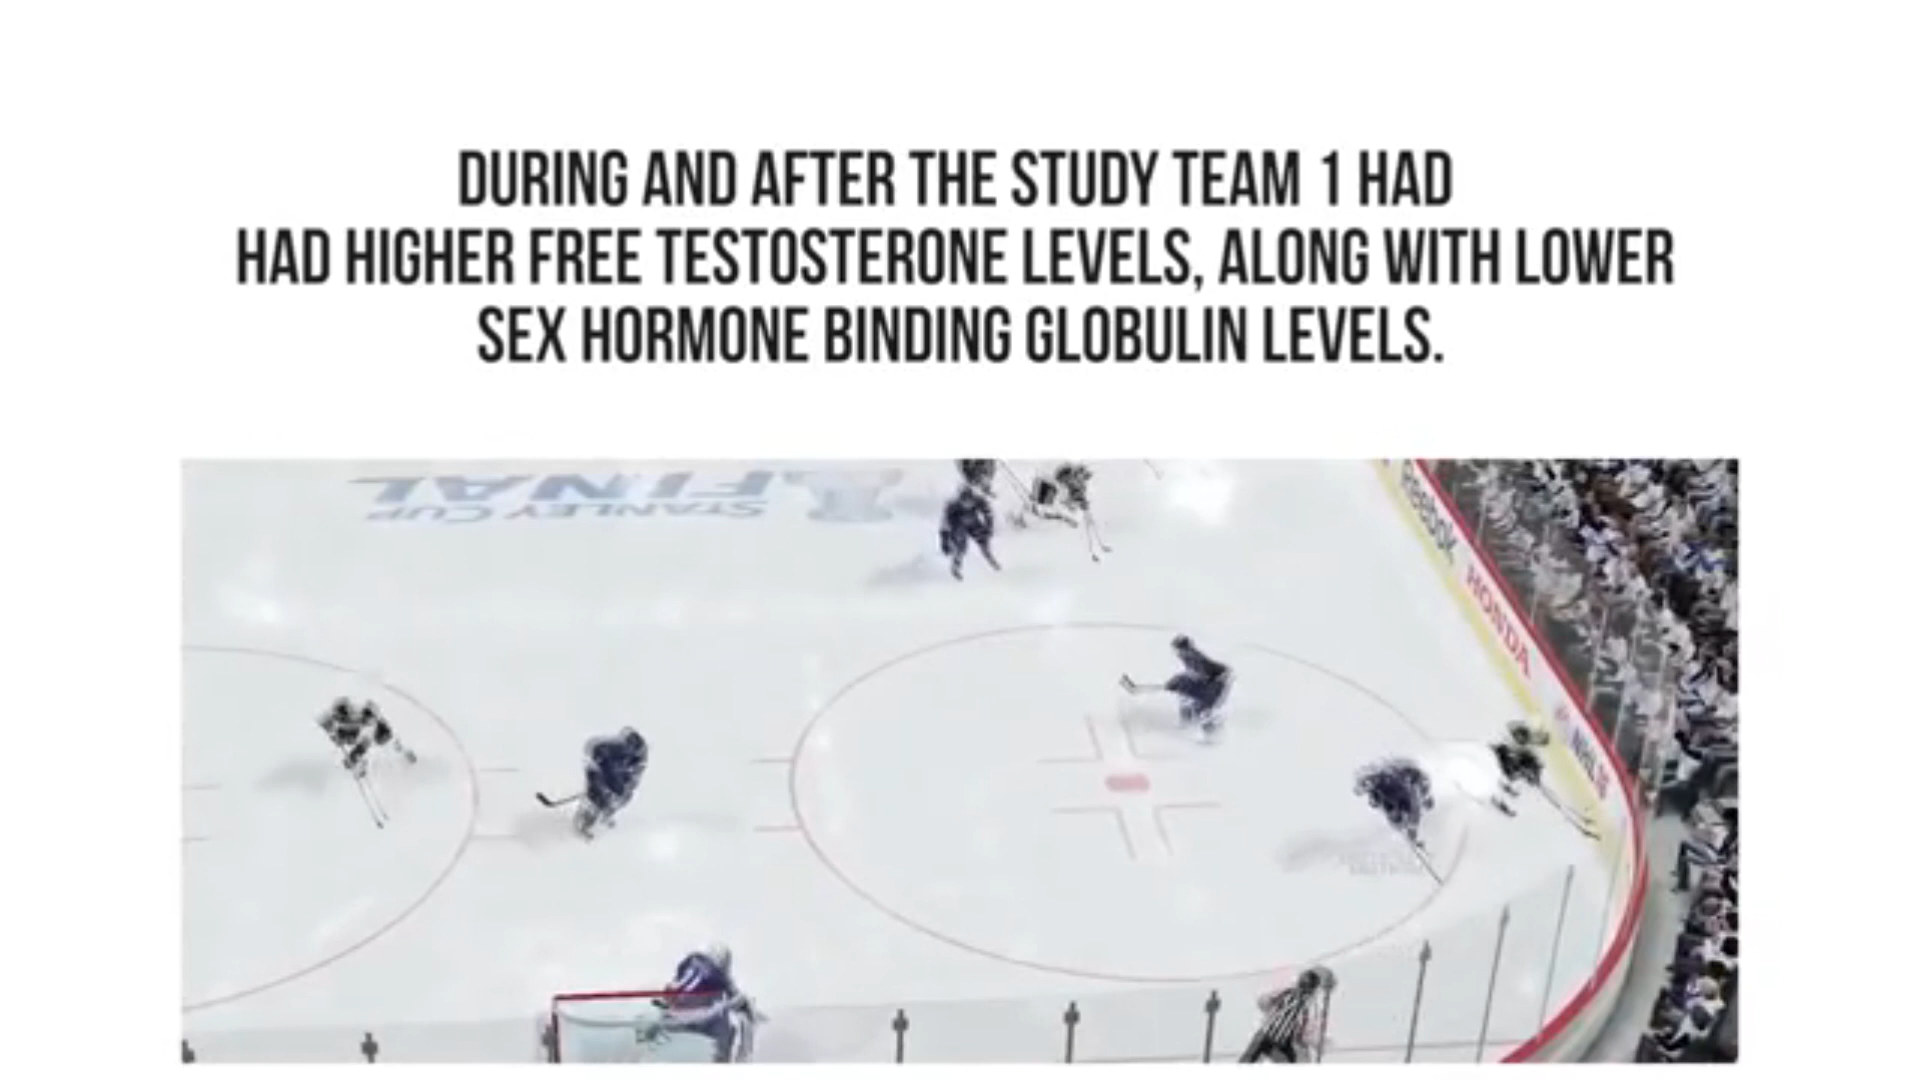 DURING AND AFTER THE STUDY TEAM 1 HAD
HAD HIGHER FREE TESTOSTERONE LEVELS, ALONG WITH LOWER
SEX HORMONE BINDING GLOBULIN LEVELS.
FINAL
STANLEY CUP
Reebok
HONDA